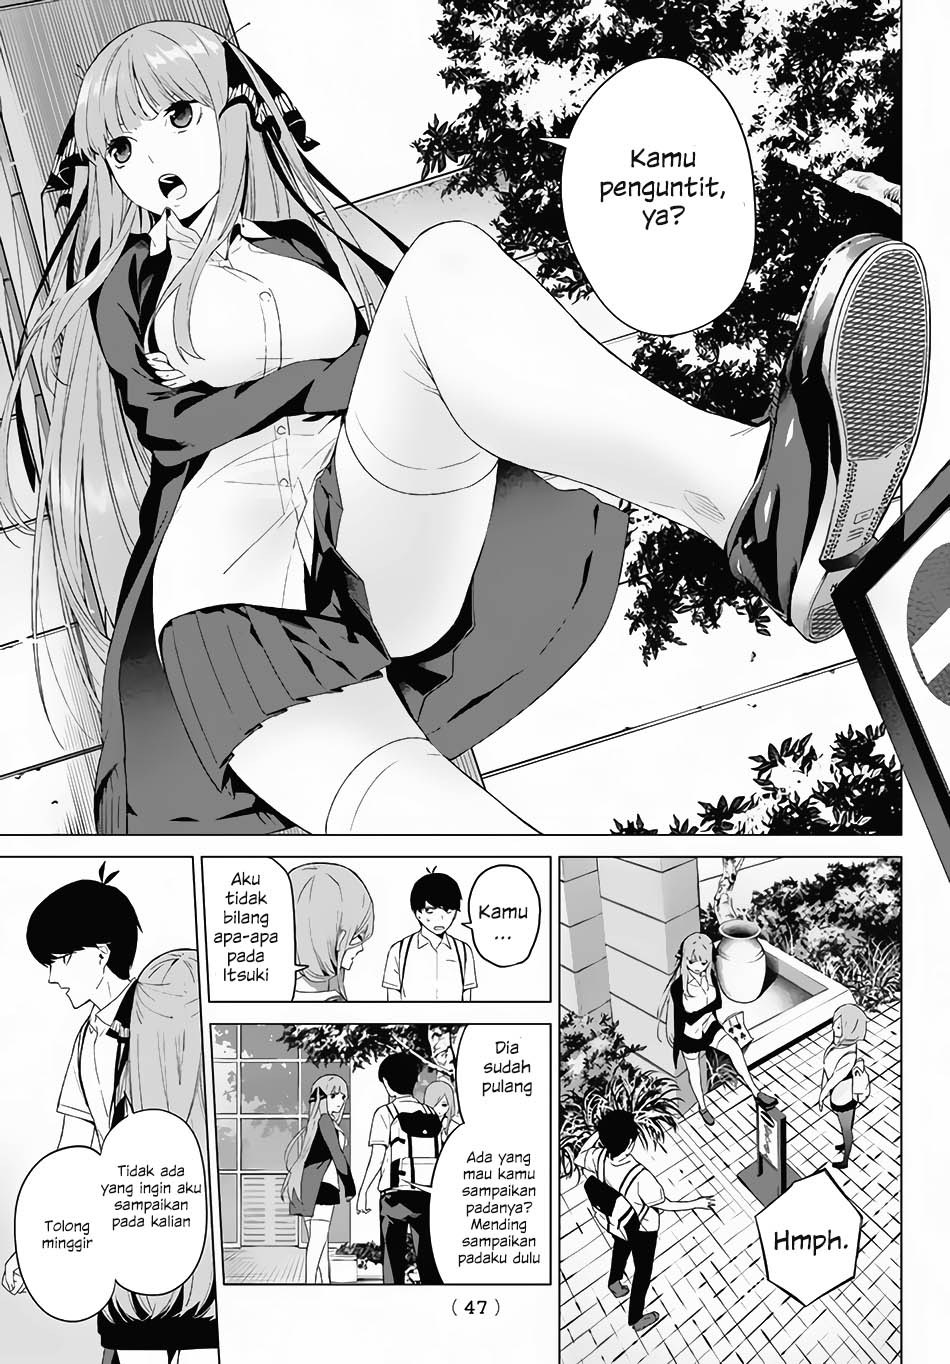 Kamu
penguntit,
ya?
Hmph.
Kamu
...
Aku
tidak
bilang
apa-apa
pada
Itsuki
Dia
sudah
pulang
Ada yang
mau kamu
sampaikan
padanya?
Mending
sampaikan
padaku dulu
Tidak ada
yang ingin aku
sampaikan
pada kalian
Tolong
minggir
( 47 )